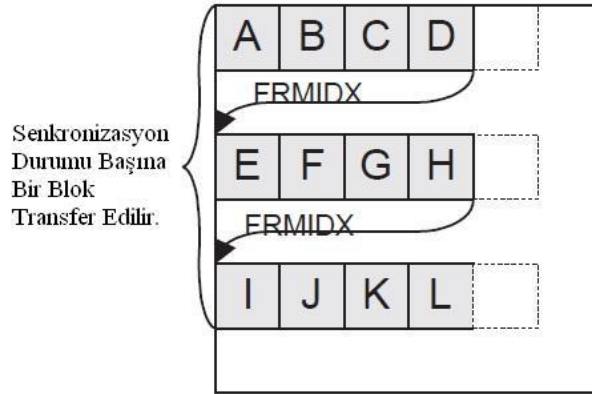 A B C D
FRMIDX
Senkronizasyon
Durumu Başına
Bir Blok
Transfer Edilir.
E F G H
FRMIDX
I J K L